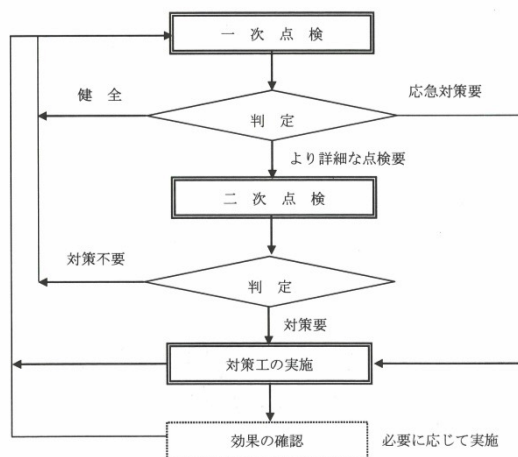 一 次 点 検
健 全
応急対策要
判 定
より詳細な点検要
二 次 点 検
対策不要
判 定
対策要
対策工の実施
効果の確認
必要に応じて実施